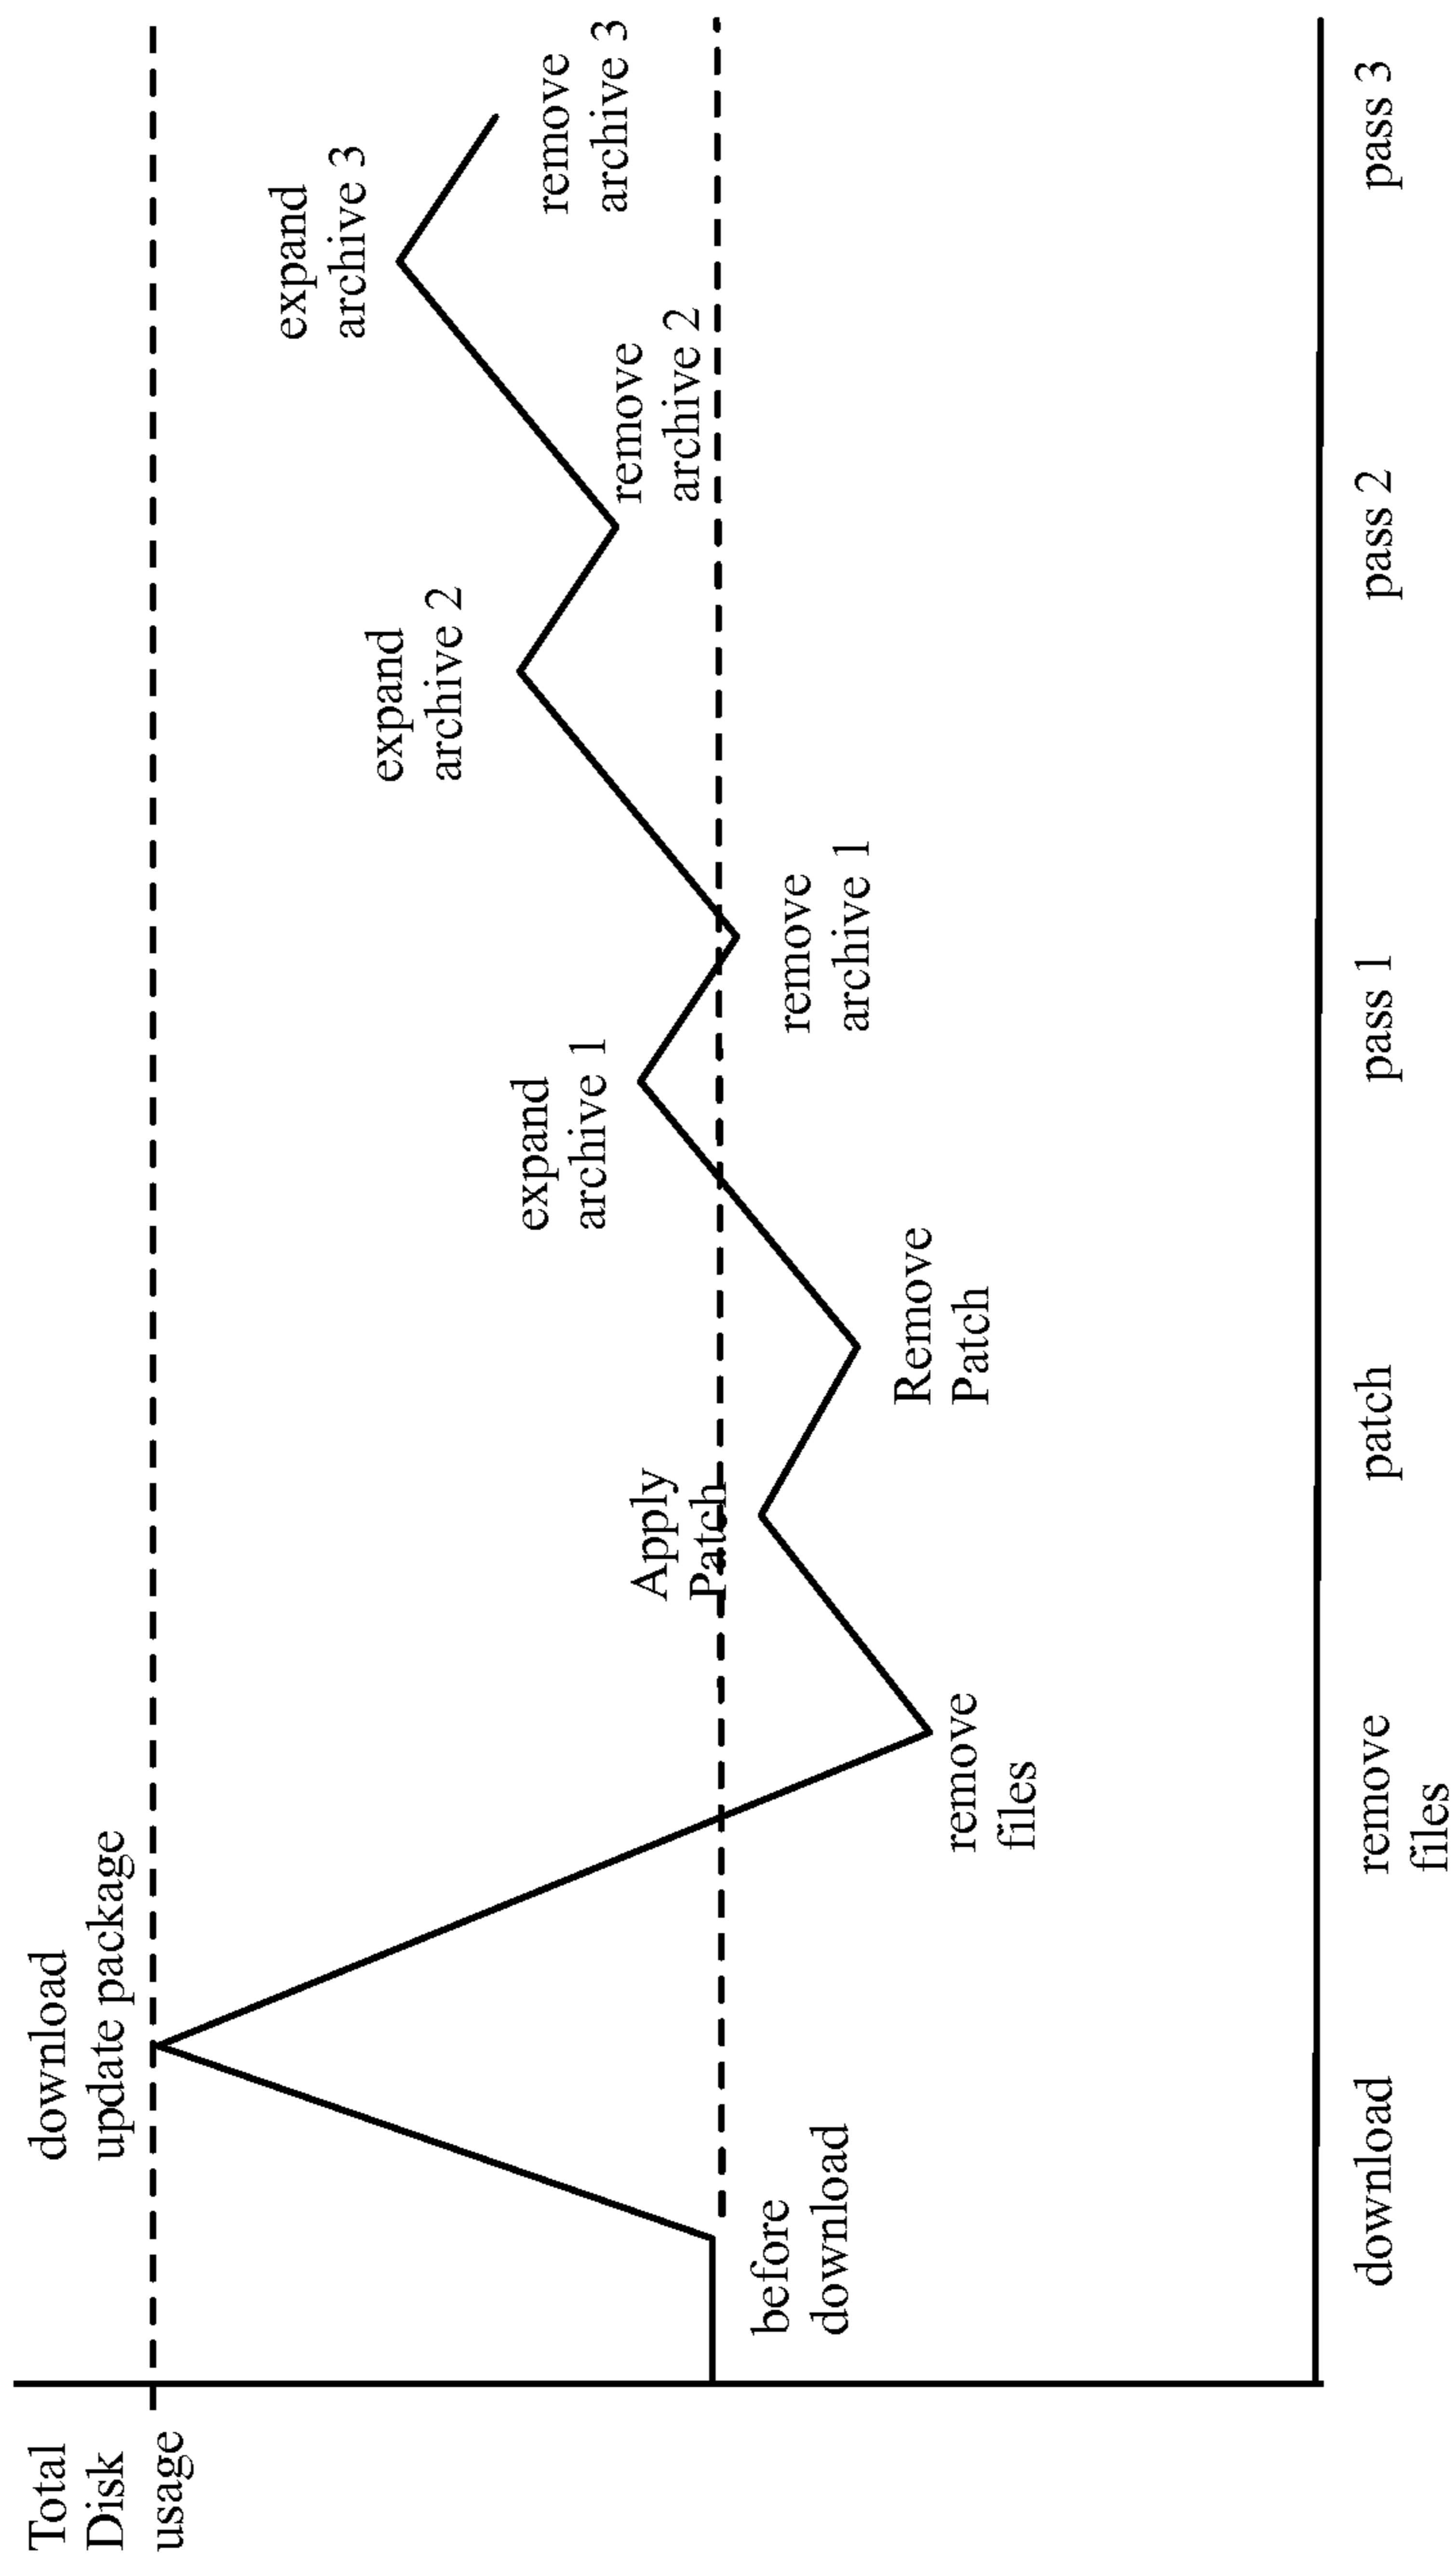 Total
Disk
usage
download
update package
before
download
remove
files
Apply
Patch
Remove
Patch
expand
archive 1
remove
archive 1
expand
archive 2
remove
archive 2
expand
archive 3
remove
archive 3
download
remove
files
patch
pass 1
pass 2
pass 3